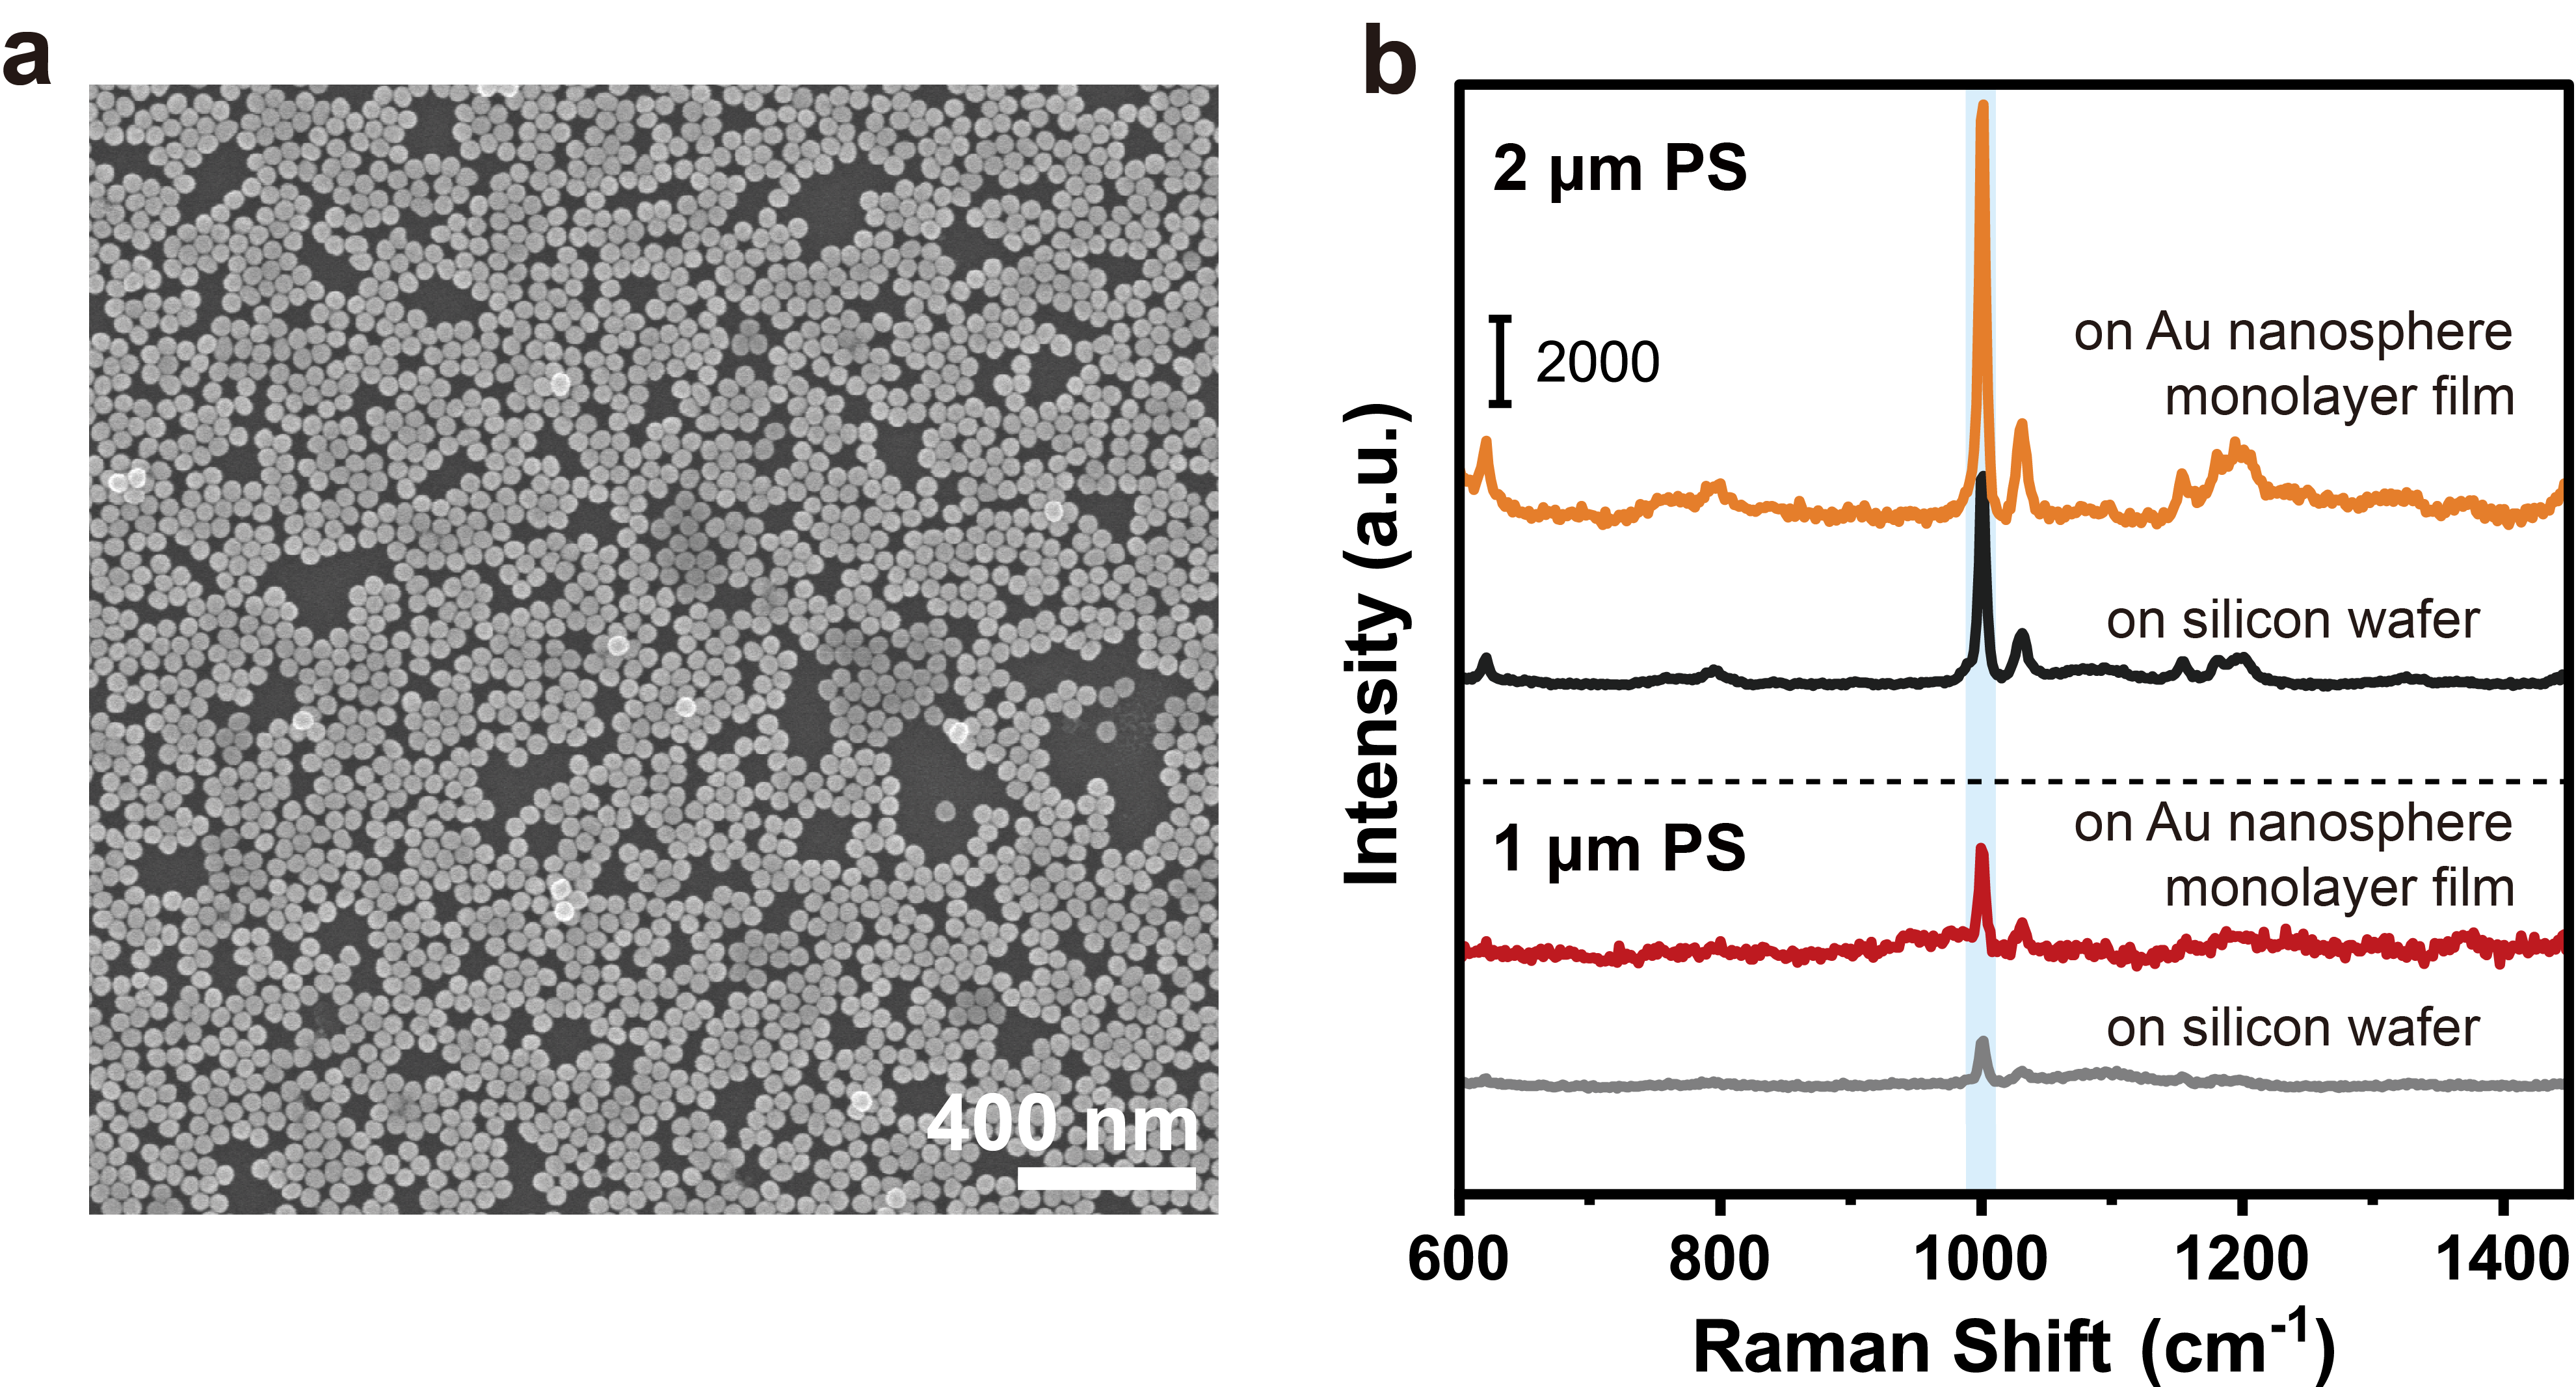 a
400 nm
b
2 µm PS
2000
on Au nanosphere
monolayer film
on silicon wafer
1 µm PS
on Au nanosphere
monolayer film
on silicon wafer
Intensity (a.u.)
600 800 1000 1200 1400
Raman Shift (cm⁻¹)